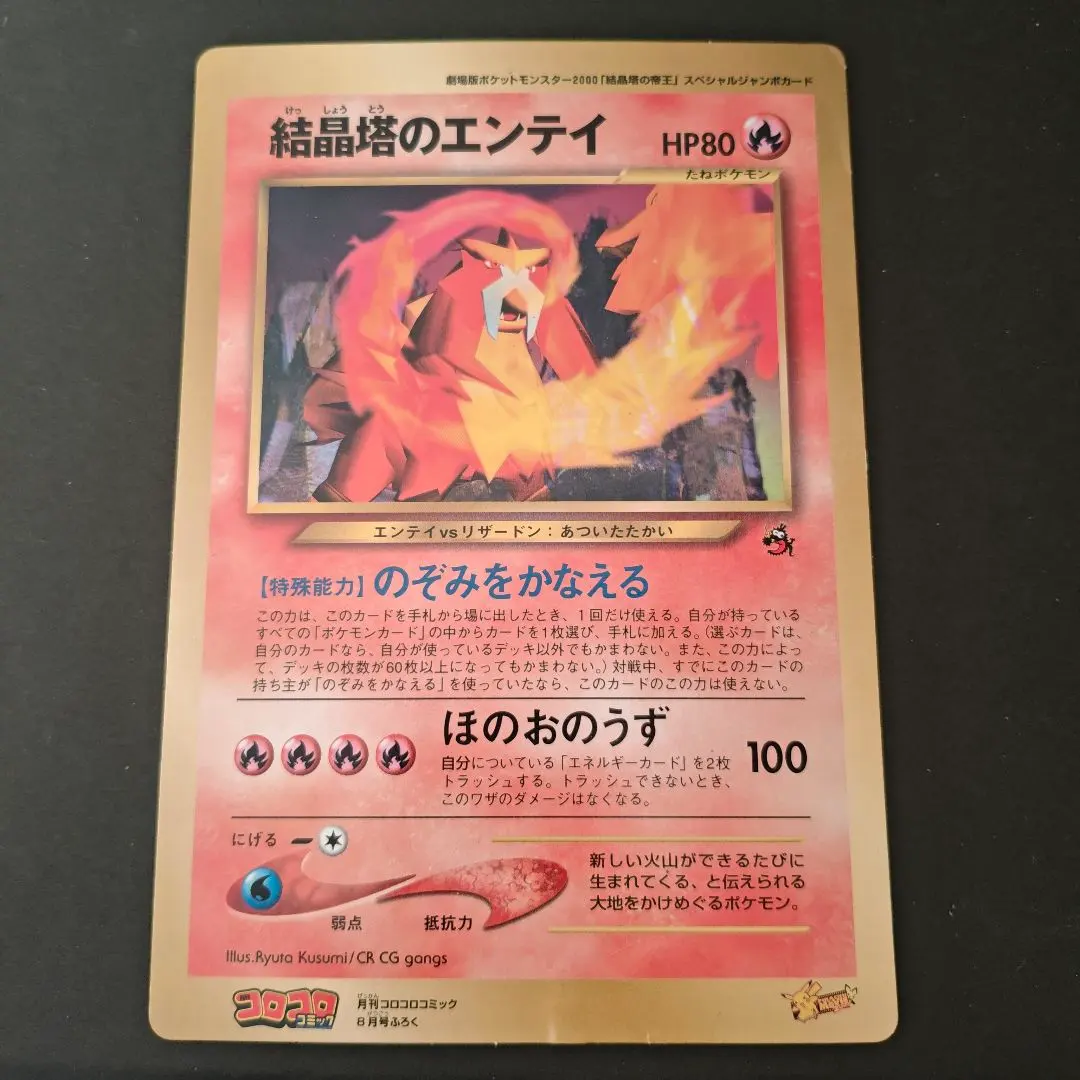 劇場版ポケットモンスター2000「結晶塔の帝王」スペシャルジャンボカード
けっ しょう とう
結晶塔のエンテイ
HP80
たねポケモン
エンテイvsリザードン：あついたたかい
【特殊能力】のぞみをかなえる
この力は、このカードを手札から場に出したとき、1回だけ使える。自分が持っている
すべての「ポケモンカード」の中からカードを1枚選び、手札に加える。（選ぶカードは、
自分のカードなら、自分が使っているデッキ以外でもかまわない。また、この力によっ
て、デッキの枚数が60枚以上になってもかまわない。）対戦中、すでにこのカードの
持ち主が「のぞみをかなえる」を使っていたなら、このカードのこの力は使えない。
ほのおのうず
100
自分についている「エネルギーカード」を2枚
トラッシュする。トラッシュできないとき、
このワザのダメージはなくなる。
にげる
弱点
抵抗力
新しい火山ができるたびに
生まれてくる、と伝えられる
大地をかけめぐるポケモン。
Illus.Ryuta Kusumi/CR CG gangs
コロコロ
コミック
げっかん
月刊コロコロコミック
がつごう
8月号ふろく